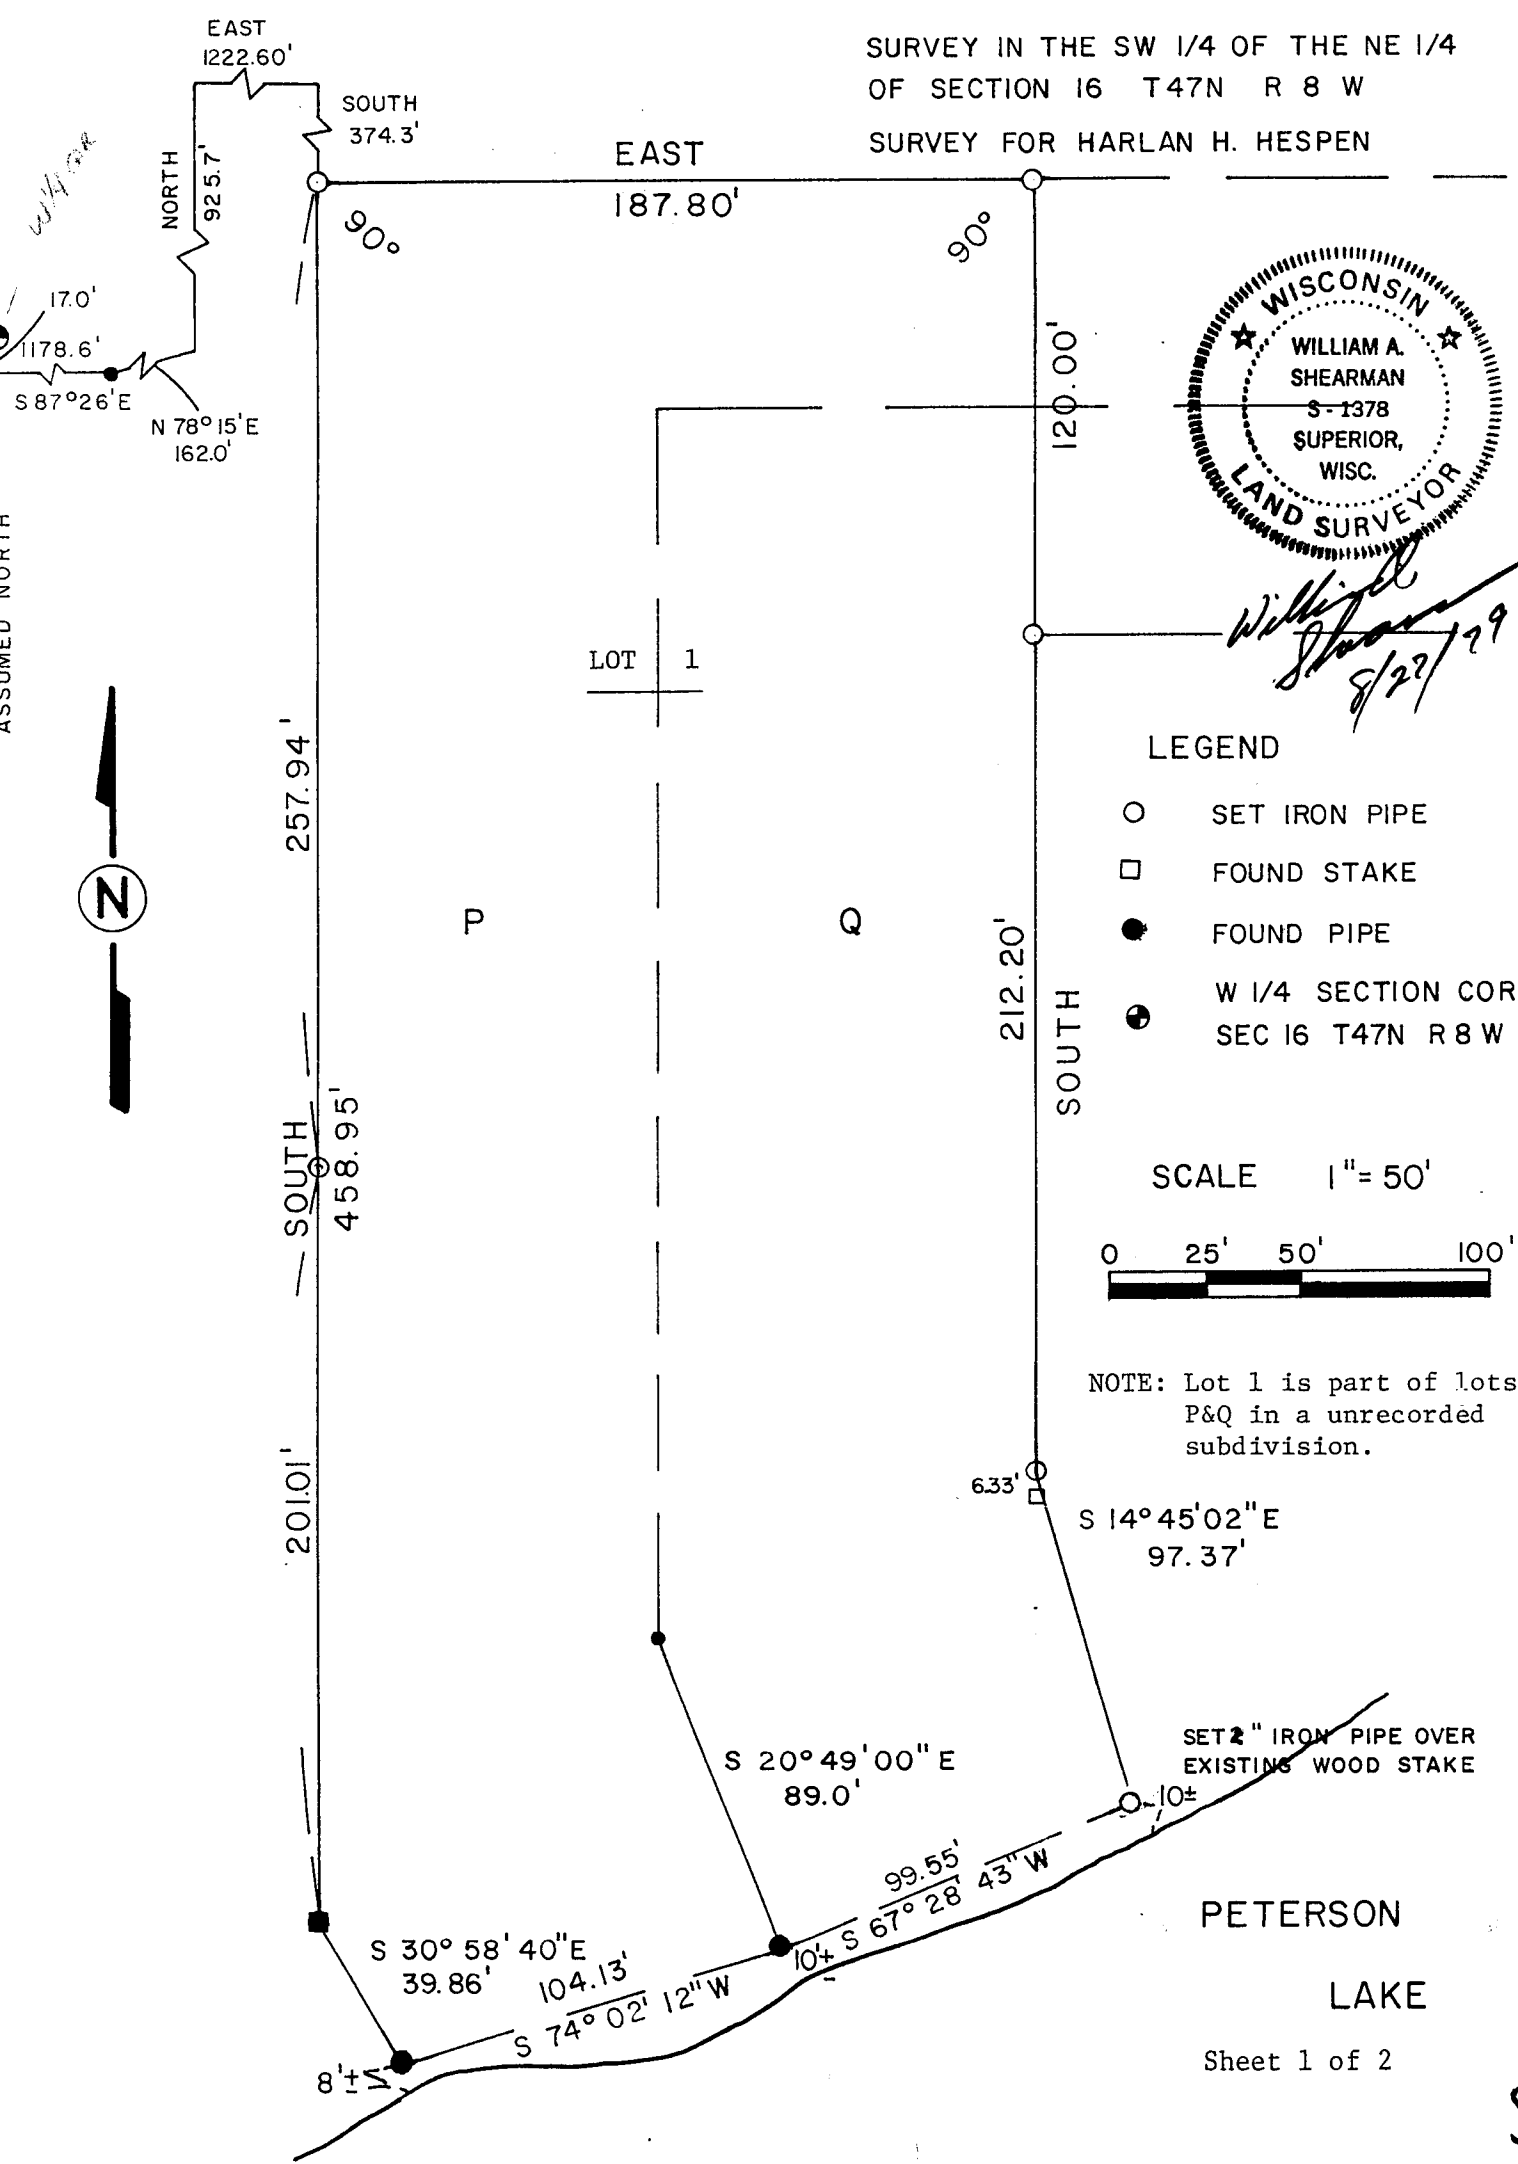 SURVEY IN THE SW 1/4 OF THE NE 1/4
OF SECTION 16 T47N R 8 W
SURVEY FOR HARLAN H. HESPEN
EAST
1222.60'
SOUTH
374.3'
NORTH
925.7'
W 1/4 COR
17.0'
1178.6'
S 87°26'E
N 78°15'E
162.0'
ASSUMED NORTH
N
EAST
187.80'
90°
90°
120.00'
WISCONSIN
WILLIAM A.
SHEARMAN
S-1378
SUPERIOR,
WISC.
LAND SURVEYOR
William A
Shearman
8/27/79
LOT 1
257.94'
P
Q
212.20'
SOUTH
SOUTH
458.95'
201.01'
LEGEND
SET IRON PIPE
FOUND STAKE
FOUND PIPE
W 1/4 SECTION COR
SEC 16 T47N R 8 W
SCALE 1"= 50'
0 25' 50' 100'
NOTE: Lot 1 is part of lots
P&Q in a unrecorded
subdivision.
6.33'
S 14°45'02"E
97.37'
SET 2" IRON PIPE OVER
EXISTING WOOD STAKE
10±
S 20°49'00"E
89.0'
99.55'
S 67°28'43"W
10'±
S 30°58'40"E
39.86'
104.13'
S 74°02'12"W
8'±
PETERSON
LAKE
Sheet 1 of 2